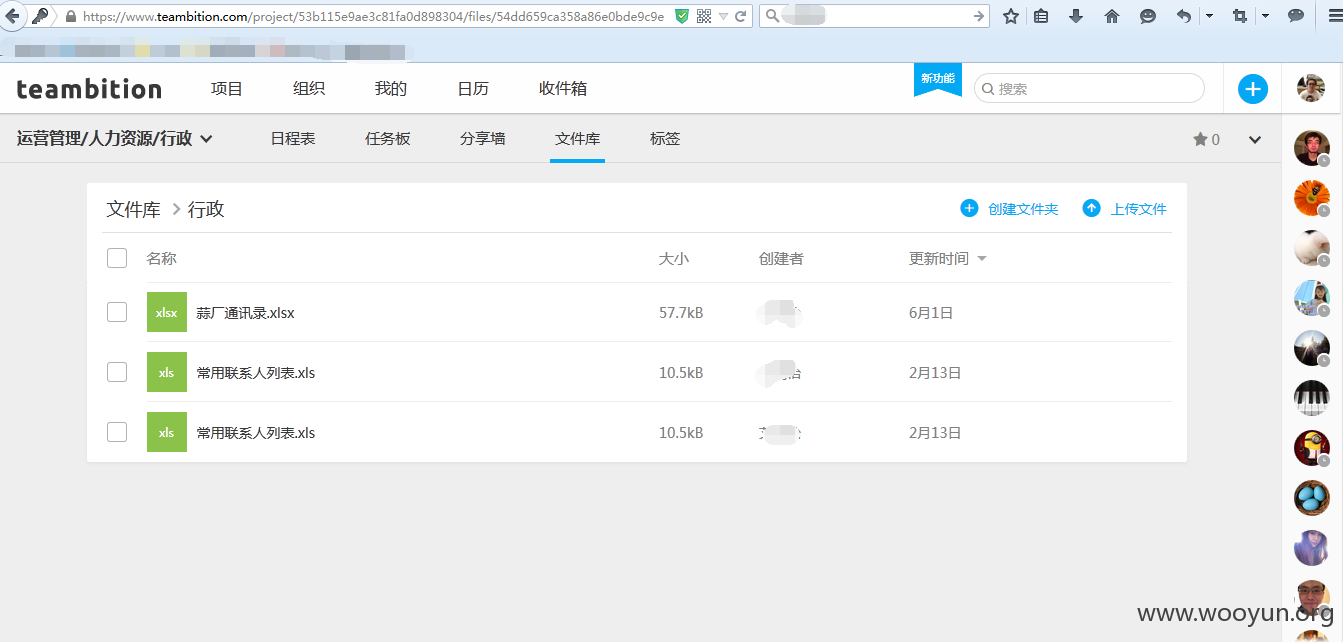 https://www.teambition.com/project/53b115e9ae3c81fa0d898304/files/54dd659ca358a86e0bde9c9e
teambition 项目 组织 我的 日历 收件箱 新功能 搜索
运营管理/人力资源/行政 日程表 任务板 分享墙 文件库 标签 0
文件库 > 行政 创建文件夹 上传文件
名称 大小 创建者 更新时间
xlsx 蒜厂通讯录.xlsx 57.7kB 6月1日
xls 常用联系人列表.xls 10.5kB 2月13日
xls 常用联系人列表.xls 10.5kB 2月13日
www.wooyun.org